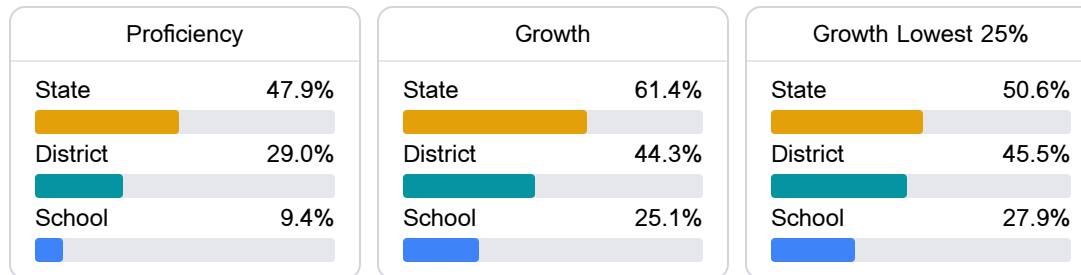 Proficiency
State 47.9%
District 29.0%
School 9.4%
Growth
State 61.4%
District 44.3%
School 25.1%
Growth Lowest 25%
State 50.6%
District 45.5%
School 27.9%